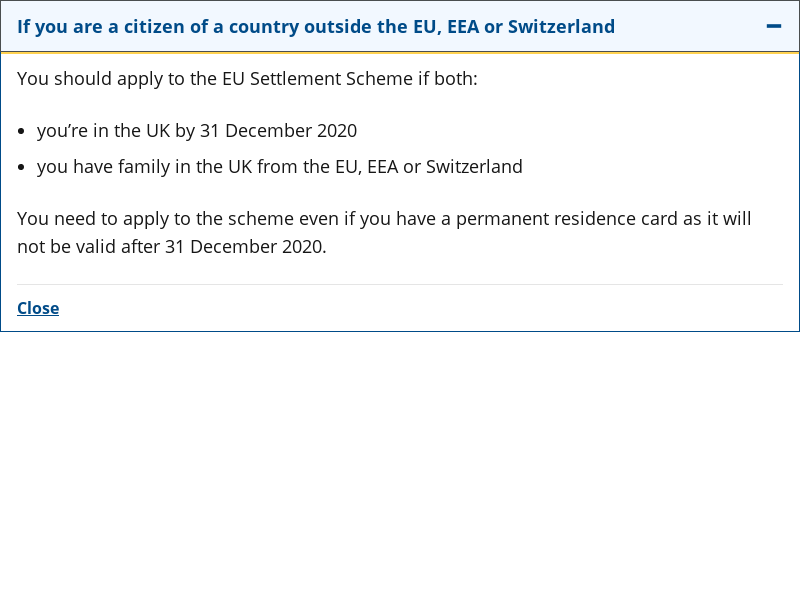 If you are a citizen of a country outside the EU, EEA or Switzerland
You should apply to the EU Settlement Scheme if both:
you’re in the UK by 31 December 2020
you have family in the UK from the EU, EEA or Switzerland
You need to apply to the scheme even if you have a permanent residence card as it will
not be valid after 31 December 2020.
Close